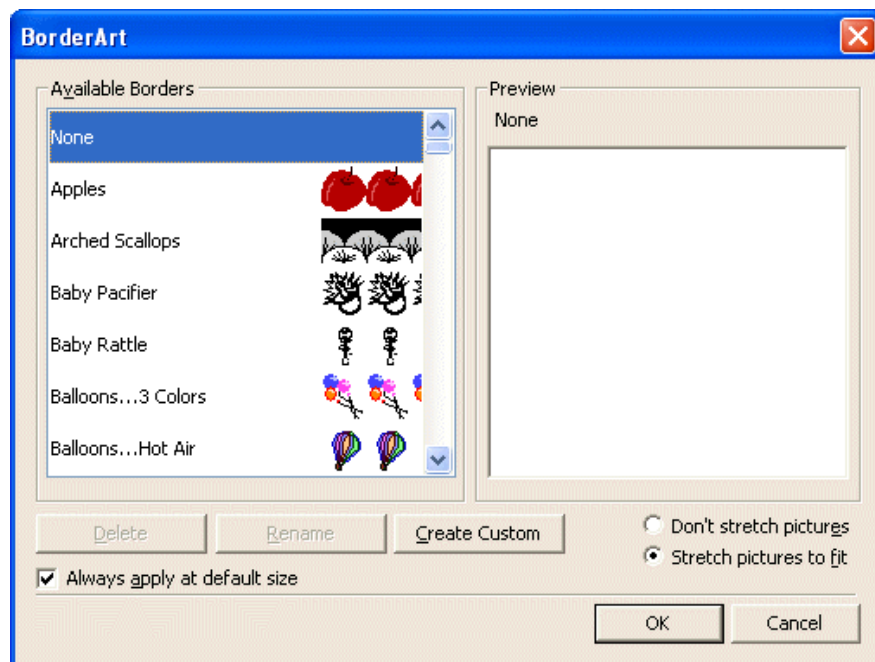 BorderArt
Available Borders
None
Apples
Arched Scallops
Baby Pacifier
Baby Rattle
Balloons...3 Colors
Balloons...Hot Air
Preview
None
Delete
Rename
Create Custom
Don't stretch pictures
Stretch pictures to fit
Always apply at default size
OK
Cancel